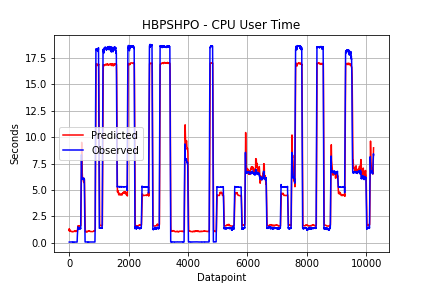 HBPSHPO - CPU User Time
Seconds
17.5
15.0
12.5
10.0
7.5
5.0
2.5
0.0
Predicted
Observed
0 2000 4000 6000 8000 10000
Datapoint